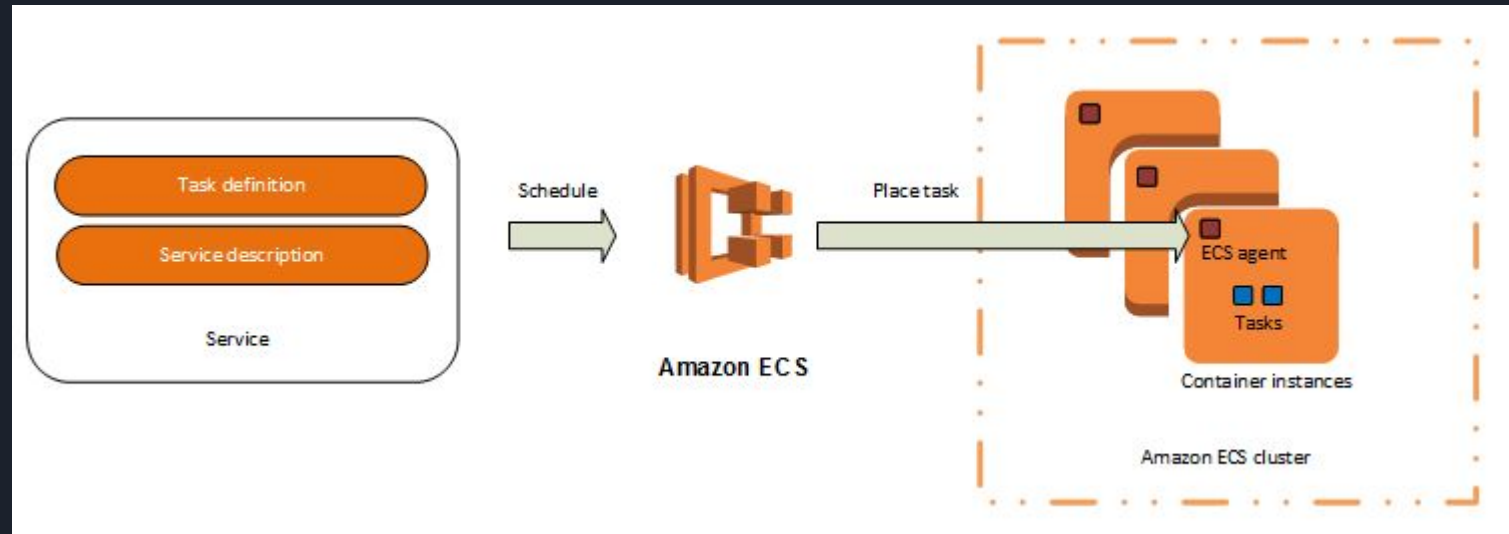 Task definition
Service description
Service
Schedule
Amazon ECS
Place task
ECS agent
Tasks
Container instances
Amazon ECS cluster